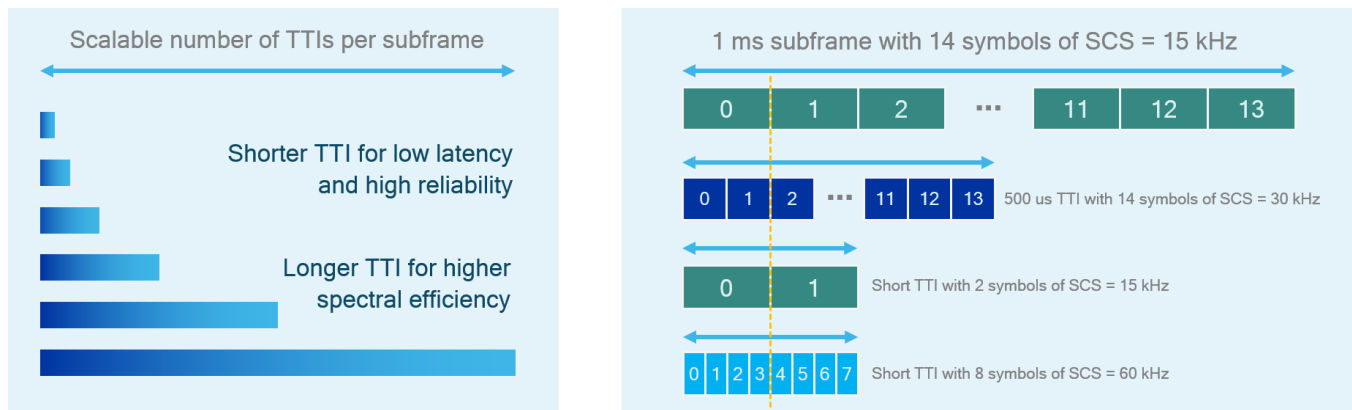 Scalable number of TTIs per subframe
Shorter TTI for low latency
and high reliability
Longer TTI for higher
spectral efficiency
1 ms subframe with 14 symbols of SCS = 15 kHz
0 1 2 ... 11 12 13
0 1 2 ... 11 12 13 500 us TTI with 14 symbols of SCS = 30 kHz
0 1 Short TTI with 2 symbols of SCS = 15 kHz
0 1 2 3 4 5 6 7 Short TTI with 8 symbols of SCS = 60 kHz